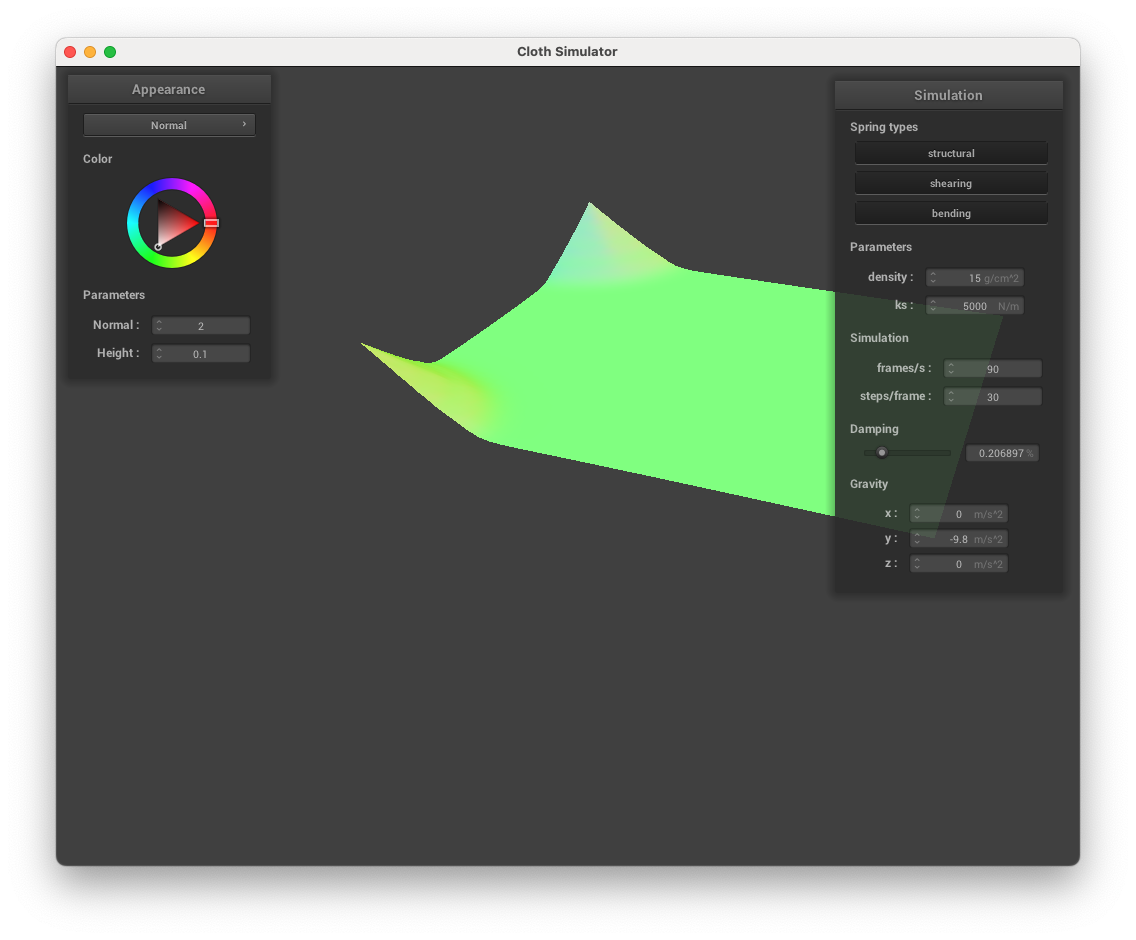 Cloth Simulator
Appearance
Normal ›
Color
Parameters
Normal : 2
Height : 0.1
Simulation
Spring types
structural
shearing
bending
Parameters
density : 15 g/cm^2
ks : 5000 N/m
Simulation
frames/s : 90
steps/frame : 30
Damping
0.206897 %
Gravity
x : 0 m/s^2
y : -9.8 m/s^2
z : 0 m/s^2